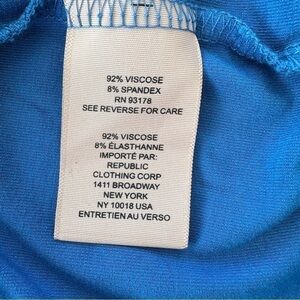 92% VISCOSE
8% SPANDEX
RN 93178
SEE REVERSE FOR CARE
92% VISCOSE
8% ÉLASTHANNE
IMPORTÉ PAR:
REPUBLIC
CLOTHING CORP
1411 BROADWAY
NEW YORK
NY 10018 USA
ENTRETIEN AU VERSO